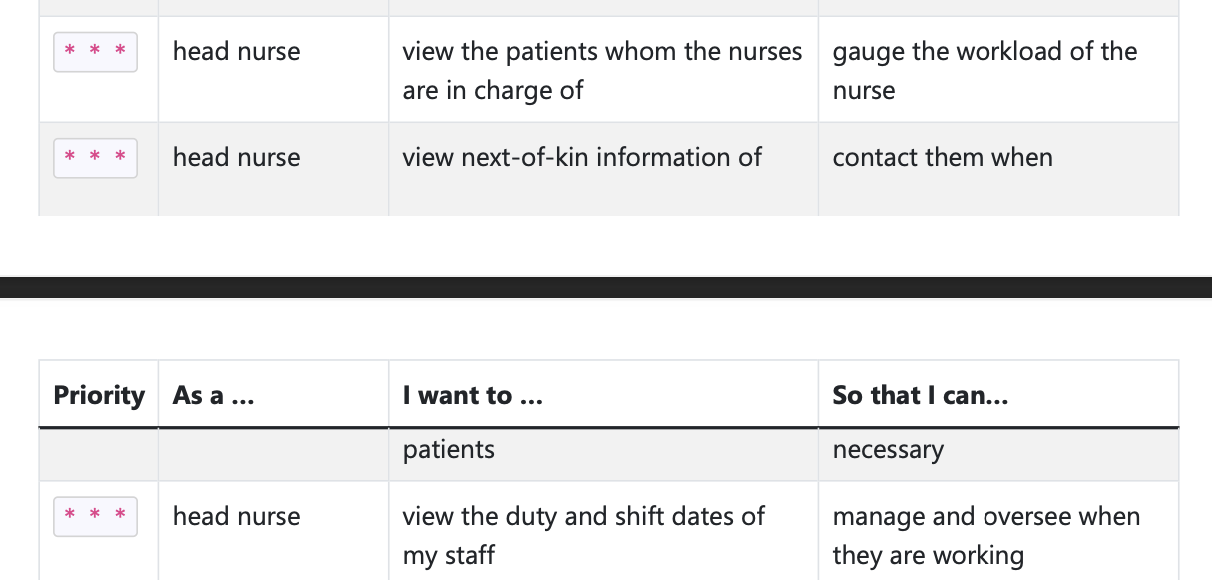 * * * head nurse view the patients whom the nurses gauge the workload of the
are in charge of nurse
* * * head nurse view next-of-kin information of contact them when
Priority As a ... I want to ... So that I can...
patients necessary
* * * head nurse view the duty and shift dates of manage and oversee when
my staff they are working